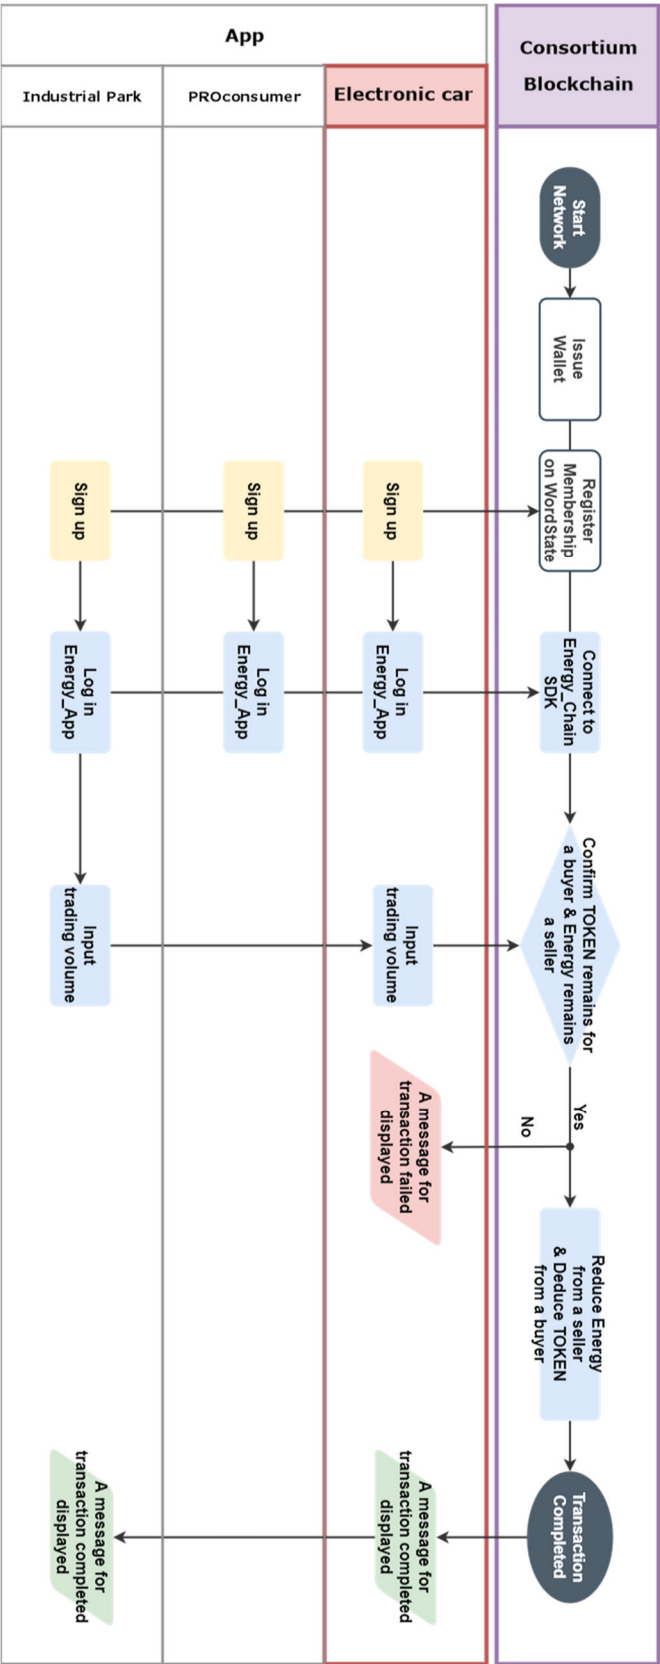 App
Consortium
Blockchain
Industrial Park
PROconsumer
Electronic car
Start
Network
Issue
Wallet
Sign up
Sign up
Sign up
Register
Membership
on WordState
Log in
Energy_App
Log in
Energy_App
Log in
Energy_App
Connect to
Energy_Chain
SDK
Input
trading volume
Input
trading volume
Confirm TOKEN remains for
a buyer & Energy remains
a seller
A message for
transaction failed
displayed
No
Yes
Reduce Energy
from a seller
& Deduce TOKEN
from a buyer
A message for
transaction completed
displayed
A message for
transaction completed
displayed
Transaction
Completed